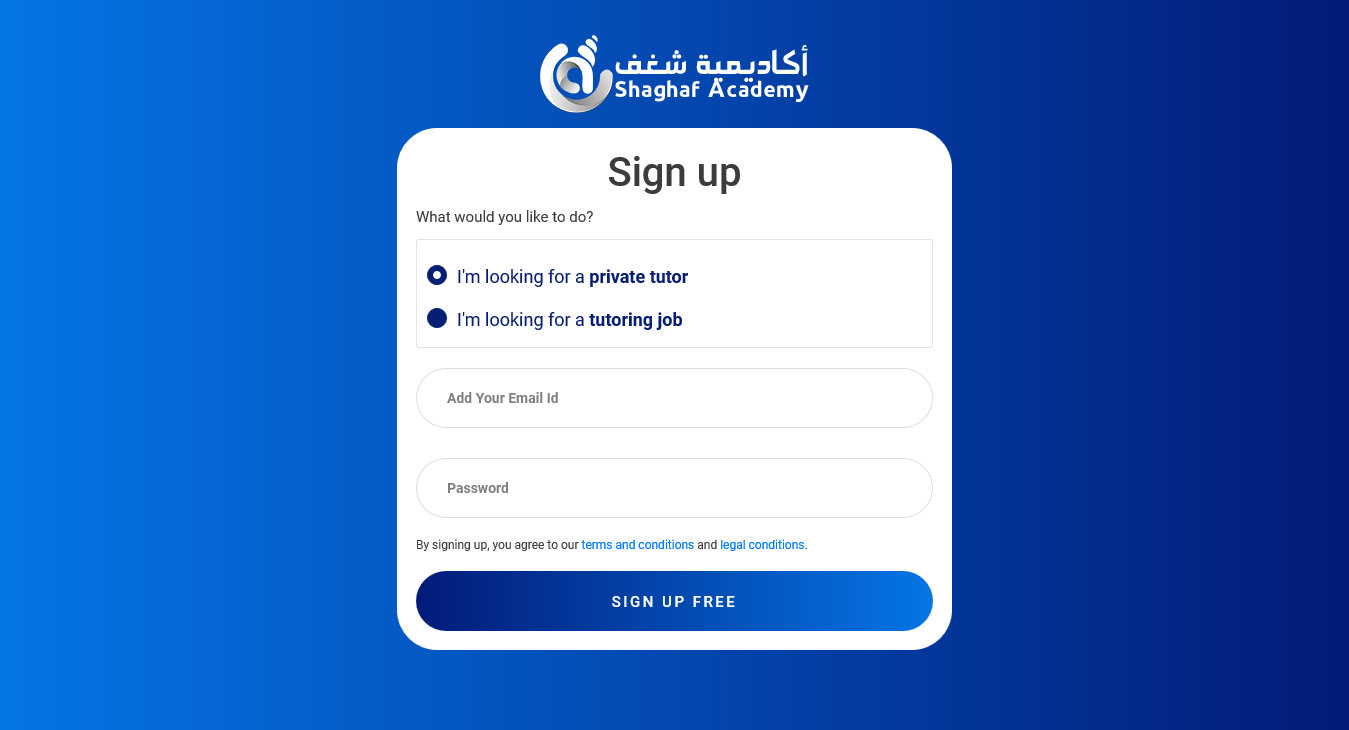 أكاديمية شغف
Shaghaf Academy
Sign up
What would you like to do?
I'm looking for a private tutor
I'm looking for a tutoring job
Add Your Email Id
Password
By signing up, you agree to our terms and conditions and legal conditions.
SIGN UP FREE